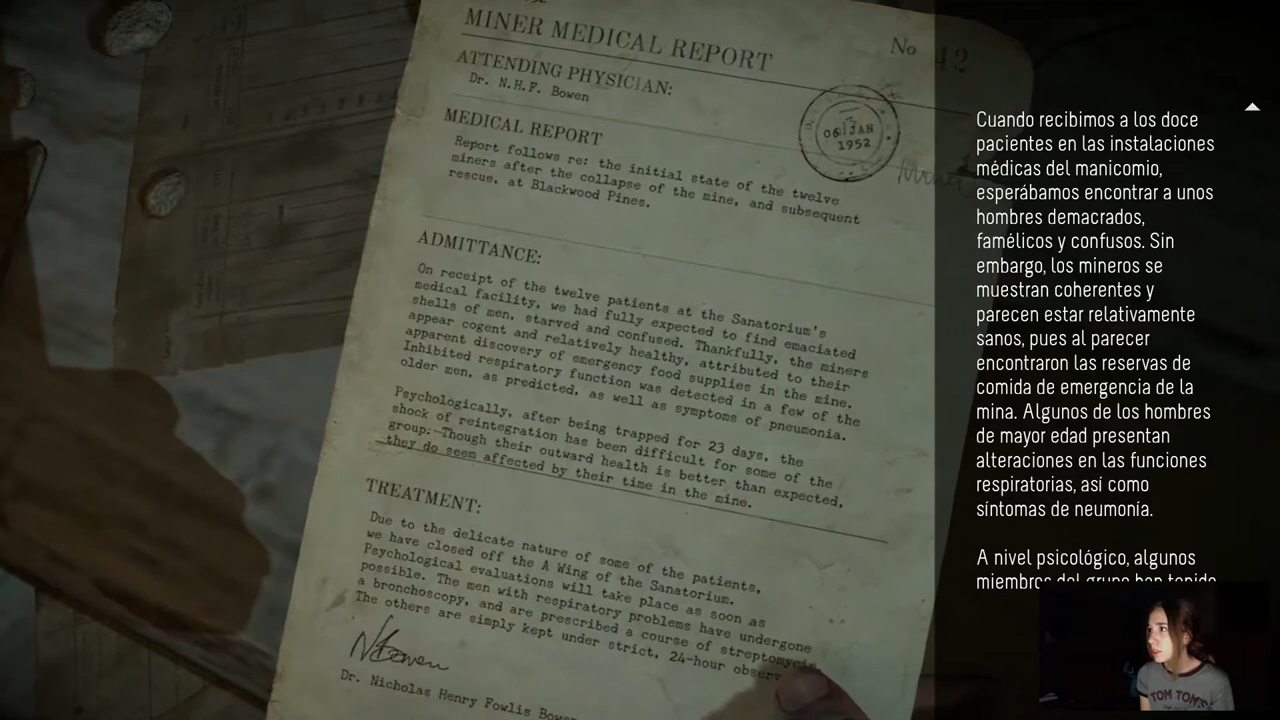 MINER MEDICAL REPORT
No 42
ATTENDING PHYSICIAN:
Dr. N.H.F. Bowen
06 JAN
1952
MEDICAL REPORT
Report follows re: the initial state of the twelve
miners after the collapse of the mine, and subsequent
rescue, at Blackwood Pines.
ADMITTANCE:
On receipt of the twelve patients at the Sanatorium's
medical facility, we had fully expected to find emaciated
shells of men, starved and confused. Thankfully, the miners
appear cogent and relatively healthy, attributed to their
apparent discovery of emergency food supplies in the mine.
Inhibited respiratory function was detected in a few of the
older men, as predicted, as well as symptoms of pneumonia.
Psychologically, after being trapped for 23 days, the
shock of reintegration has been difficult for some of the
group. Though their outward health is better than expected,
they do seem affected by their time in the mine.
TREATMENT:
Due to the delicate nature of some of the patients,
we have closed off the A Wing of the Sanatorium.
Psychological evaluations will take place as soon as
possible. The men with respiratory problems have undergone
a bronchoscopy, and are prescribed a course of streptomycin.
The others are simply kept under strict, 24-hour observ
NHBowen
Dr. Nicholas Henry Fowlis Bowen
Cuando recibimos a los doce
pacientes en las instalaciones
médicas del manicomio,
esperábamos encontrar a unos
hombres demacrados,
famélicos y confusos. Sin
embargo, los mineros se
muestran coherentes y
parecen estar relativamente
sanos, pues al parecer
encontraron las reservas de
comida de emergencia de la
mina. Algunos de los hombres
de mayor edad presentan
alteraciones en las funciones
respiratorias, así como
síntomas de neumonía.
A nivel psicológico, algunos
miembros del grupo han tenido
TOM TOM'S